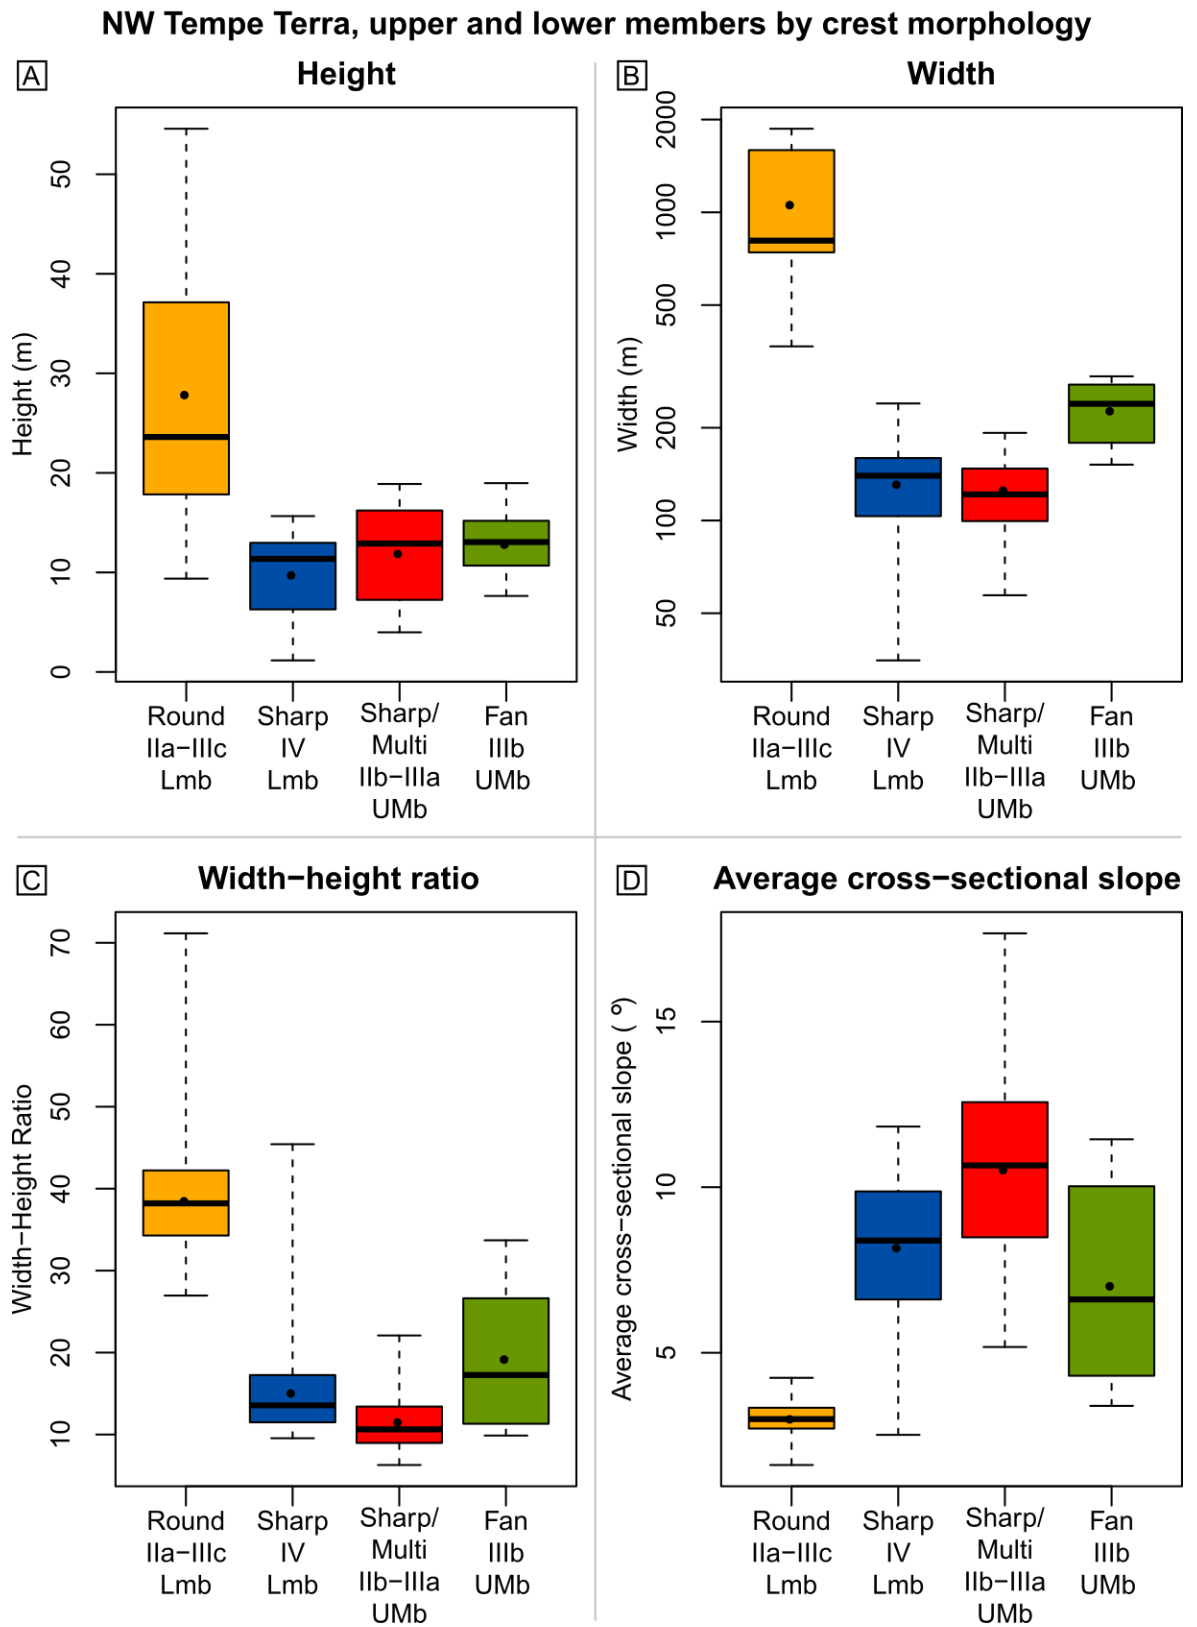 NW Tempe Terra, upper and lower members by crest morphology
A
Height
Height (m)
50
40
30
20
10
0
Round
IIa−IIIc
Lmb
Sharp
IV
Lmb
Sharp/
Multi
IIb−IIIa
UMb
Fan
IIIb
UMb
B
Width
Width (m)
2000
1000
500
200
100
50
Round
IIa−IIIc
Lmb
Sharp
IV
Lmb
Sharp/
Multi
IIb−IIIa
UMb
Fan
IIIb
UMb
C
Width−height ratio
Width−Height Ratio
70
60
50
40
30
20
10
Round
IIa−IIIc
Lmb
Sharp
IV
Lmb
Sharp/
Multi
IIb−IIIa
UMb
Fan
IIIb
UMb
D
Average cross−sectional slope
Average cross−sectional slope ( º)
15
10
5
Round
IIa−IIIc
Lmb
Sharp
IV
Lmb
Sharp/
Multi
IIb−IIIa
UMb
Fan
IIIb
UMb